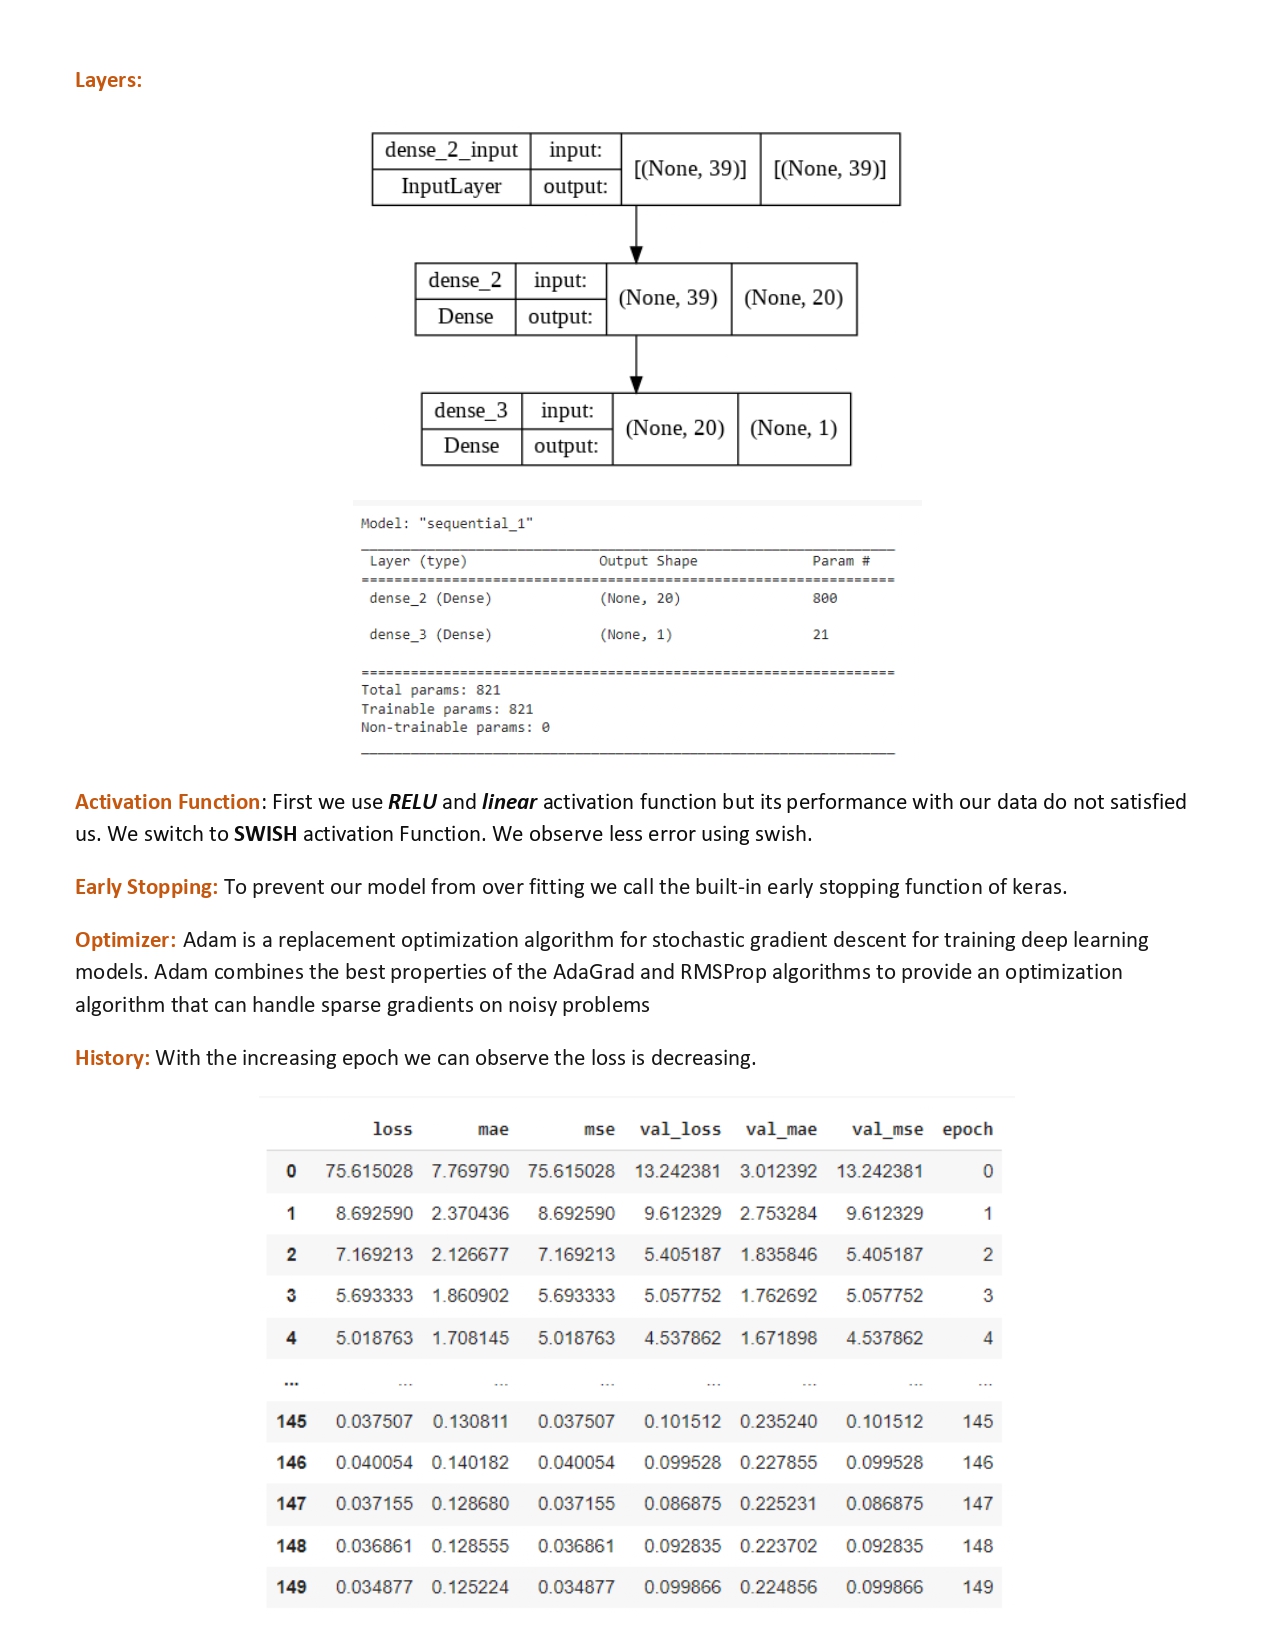 Layers:
dense_2_input input: [(None, 39)] [(None, 39)]
InputLayer output:
dense_2 input: (None, 39) (None, 20)
Dense output:
dense_3 input: (None, 20) (None, 1)
Dense output:
Model: "sequential_1"
Layer (type) Output Shape Param #
dense_2 (Dense) (None, 20) 800
dense_3 (Dense) (None, 1) 21
Total params: 821
Trainable params: 821
Non-trainable params: 0
Activation Function: First we use RELU and linear activation function but its performance with our data do not satisfied
us. We switch to SWISH activation Function. We observe less error using swish.
Early Stopping: To prevent our model from over fitting we call the built-in early stopping function of keras.
Optimizer: Adam is a replacement optimization algorithm for stochastic gradient descent for training deep learning
models. Adam combines the best properties of the AdaGrad and RMSProp algorithms to provide an optimization
algorithm that can handle sparse gradients on noisy problems
History: With the increasing epoch we can observe the loss is decreasing.
loss mae mse val_loss val_mae val_mse epoch
0 75.615028 7.769790 75.615028 13.242381 3.012392 13.242381 0
1 8.692590 2.370436 8.692590 9.612329 2.753284 9.612329 1
2 7.169213 2.126677 7.169213 5.405187 1.835846 5.405187 2
3 5.693333 1.860902 5.693333 5.057752 1.762692 5.057752 3
4 5.018763 1.708145 5.018763 4.537862 1.671898 4.537862 4
... ... ... ... ... ... ... ...
145 0.037507 0.130811 0.037507 0.101512 0.235240 0.101512 145
146 0.040054 0.140182 0.040054 0.099528 0.227855 0.099528 146
147 0.037155 0.128680 0.037155 0.086875 0.225231 0.086875 147
148 0.036861 0.128555 0.036861 0.092835 0.223702 0.092835 148
149 0.034877 0.125224 0.034877 0.099866 0.224856 0.099866 149